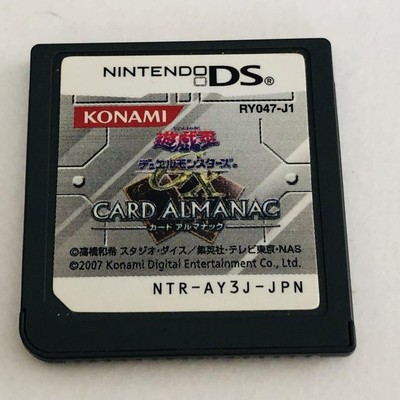 NINTENDO DS®
KONAMI
RY047-J1
遊戯王
デュエルモンスターズ®
GX
CARD ALMANAC
カード アルマナック
©高橋和希 スタジオ・ダイス/集英社・テレビ東京・NAS
©2007 Konami Digital Entertainment Co., Ltd.
NTR-AY3J-JPN